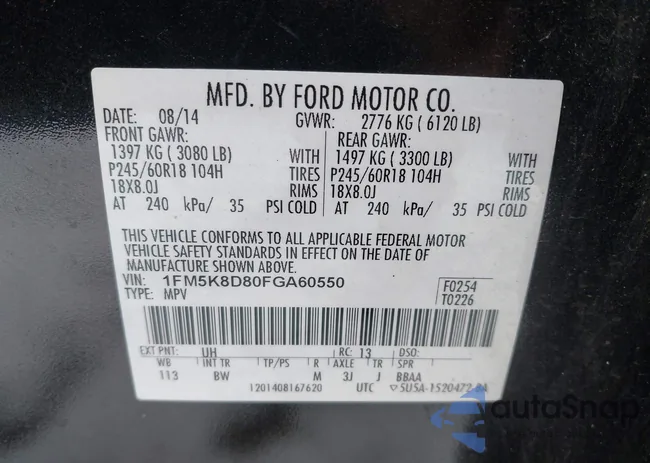 MFD. BY FORD MOTOR CO.
DATE: 08/14 GVWR: 2776 KG ( 6120 LB)
FRONT GAWR: REAR GAWR:
1397 KG ( 3080 LB) WITH 1497 KG ( 3300 LB) WITH
P245/60R18 104H TIRES P245/60R18 104H TIRES
18X8.0J RIMS 18X8.0J RIMS
AT 240 kPa/ 35 PSI COLD AT 240 kPa/ 35 PSI COLD
THIS VEHICLE CONFORMS TO ALL APPLICABLE FEDERAL MOTOR
VEHICLE SAFETY STANDARDS IN EFFECT ON THE DATE OF
MANUFACTURE SHOWN ABOVE.
VIN: 1FM5K8D80FGA60550 F0254
TYPE: MPV T0226
EXT PNT: UH RC: 13 DSO:
WB INT TR TP/PS R AXLE TR SPR
113 BW M 3J J BBAA
1201408167620 UTC 5U5A-1520472-AA
autoSnap